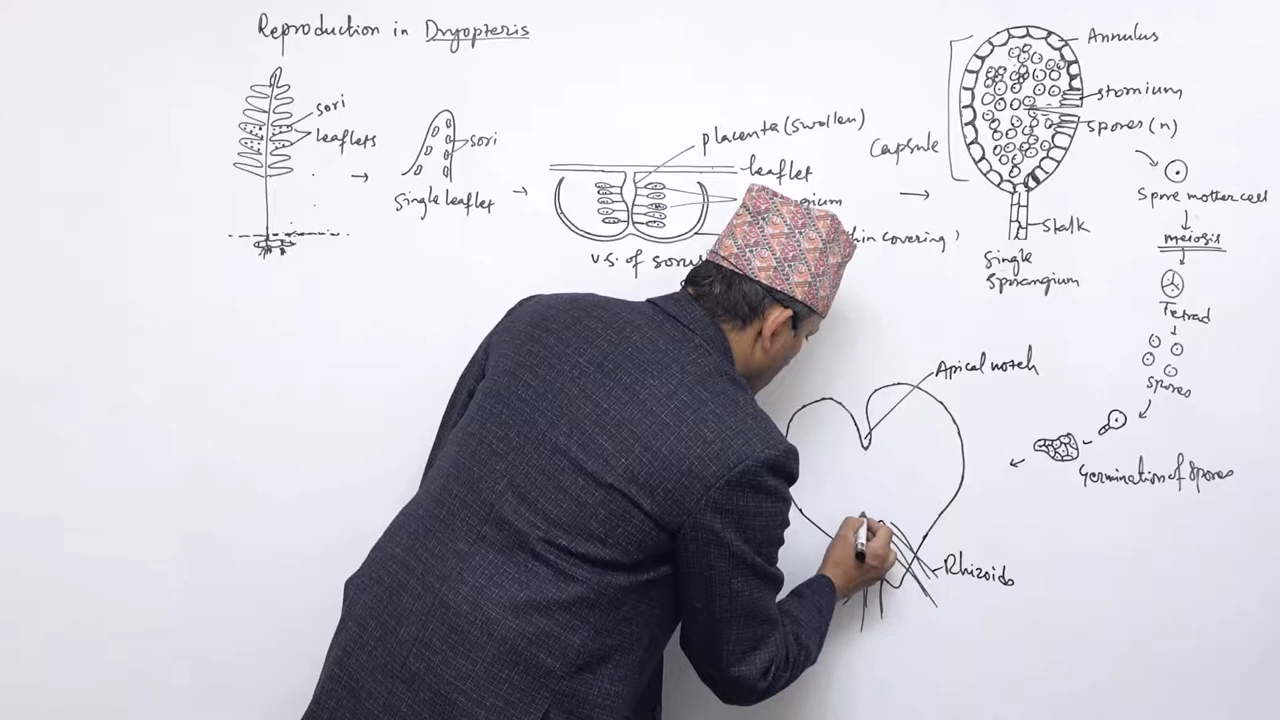 Reproduction in Dryopteris
sori
leaflets
sori
Single leaflet
placenta (swollen)
leaflet
v.s. of sorus
covering)
Capsule
Annulus
stomium
spores (n)
stalk
Single
Sporangium
Spore mother cell
meiosis
Tetrad
spores
Germination of spores
Apical notch
Rhizoids